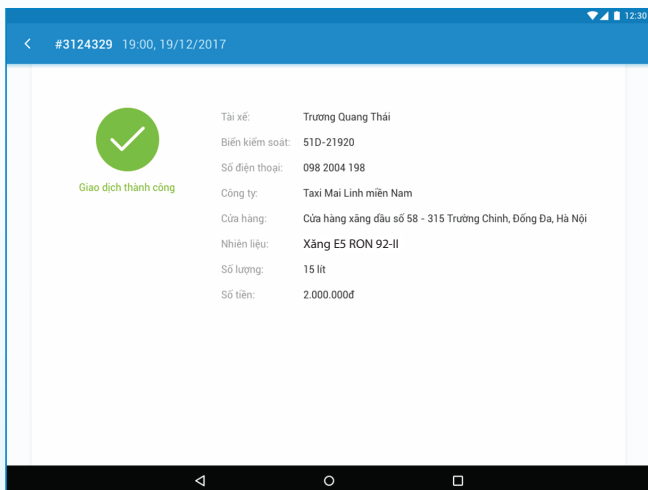 12:30
#3124329 19:00, 19/12/2017
Giao dịch thành công
Tài xế: Trương Quang Thái
Biển kiểm soát: 51D-21920
Số điện thoại: 098 2004 198
Công ty: Taxi Mai Linh miền Nam
Cửa hàng: Cửa hàng xăng dầu số 58 - 315 Trường Chinh, Đống Đa, Hà Nội
Nhiên liệu: Xăng E5 RON 92-II
Số lượng: 15 lít
Số tiền: 2.000.000đ